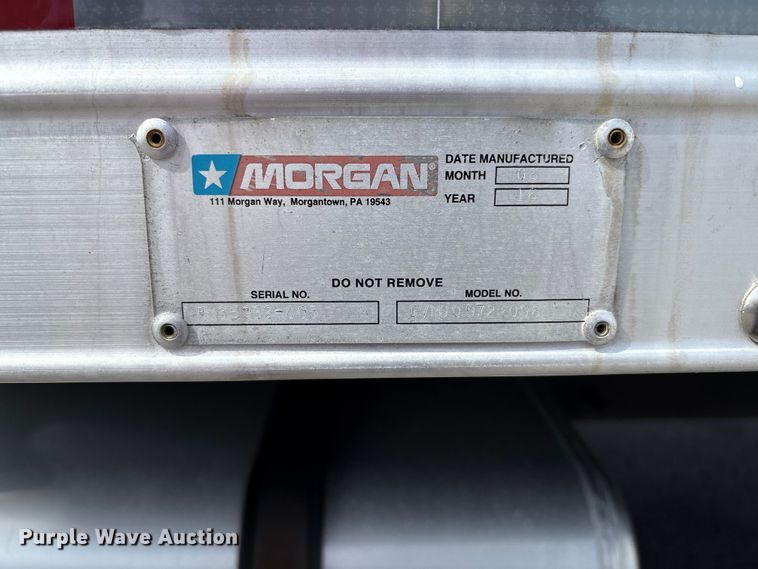 MORGAN®
111 Morgan Way, Morgantown, PA 19543
DATE MANUFACTURED
MONTH
YEAR
DO NOT REMOVE
SERIAL NO.
MODEL NO.
Purple Wave Auction